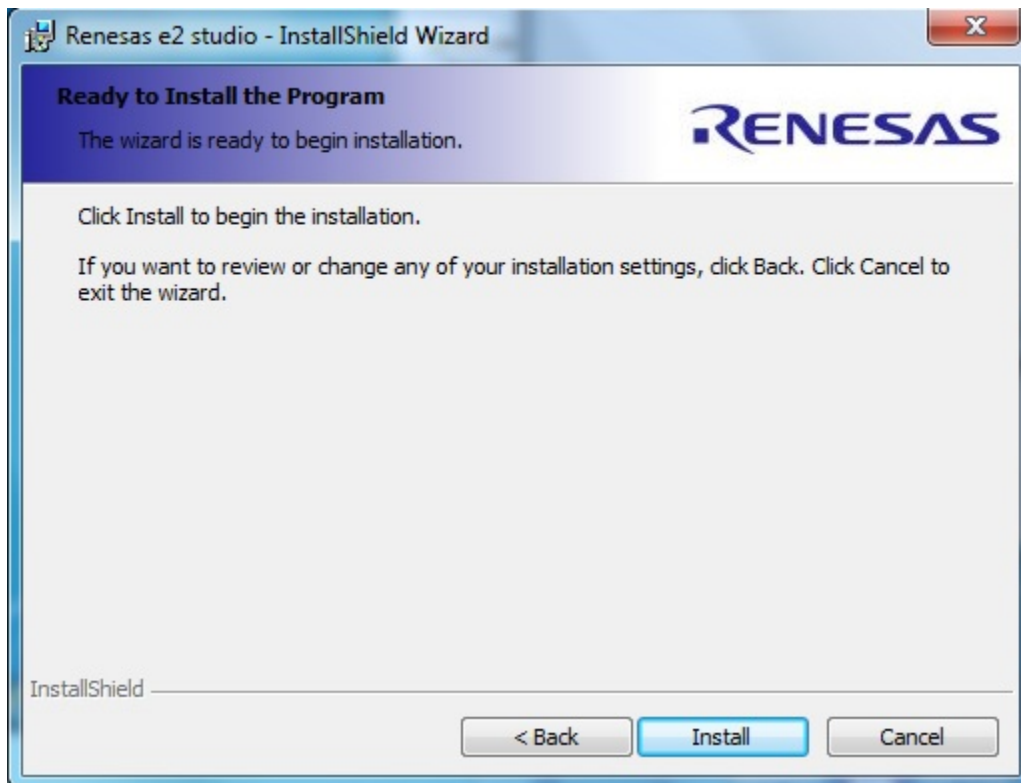 Renesas e2 studio - InstallShield Wizard
Ready to Install the Program
The wizard is ready to begin installation.
RENESAS
Click Install to begin the installation.
If you want to review or change any of your installation settings, click Back. Click Cancel to
exit the wizard.
InstallShield
< Back
Install
Cancel